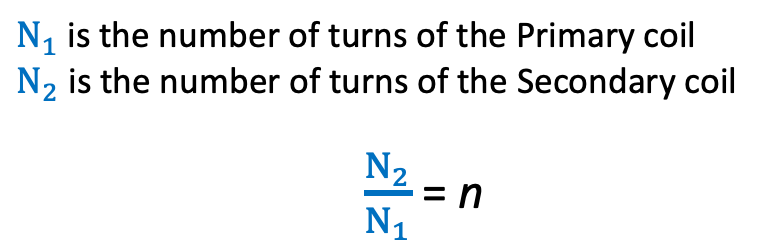 N₁ is the number of turns of the Primary coil
N₂ is the number of turns of the Secondary coil
N₂
= n
N₁